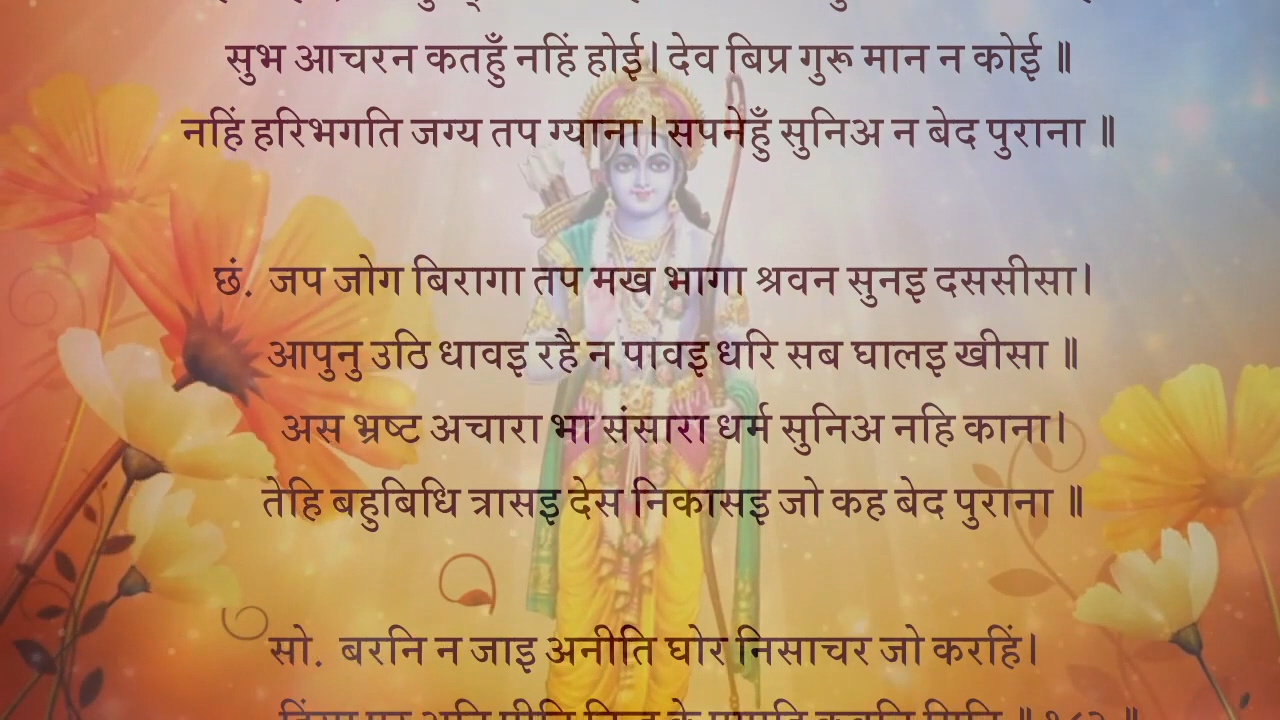 सुभ आचरन कतहुँ नहिं होई। देव बिप्र गुरू मान न कोई ॥
नहिं हरिभगति जग्य तप ग्याना। सपनेहुँ सुनिअ न बेद पुराना ॥
छं. जप जोग बिरागा तप मख भागा श्रवन सुनइ दससीसा।
आपुनु उठि धावइ रहै न पावइ धरि सब घालइ खीसा ॥
अस भ्रष्ट अचारा भा संसारा धर्म सुनिअ नहि काना।
तेहि बहुबिधि त्रासइ देस निकासइ जो कह बेद पुराना ॥
सो. बरनि न जाइ अनीति घोर निसाचर जो करहिं।